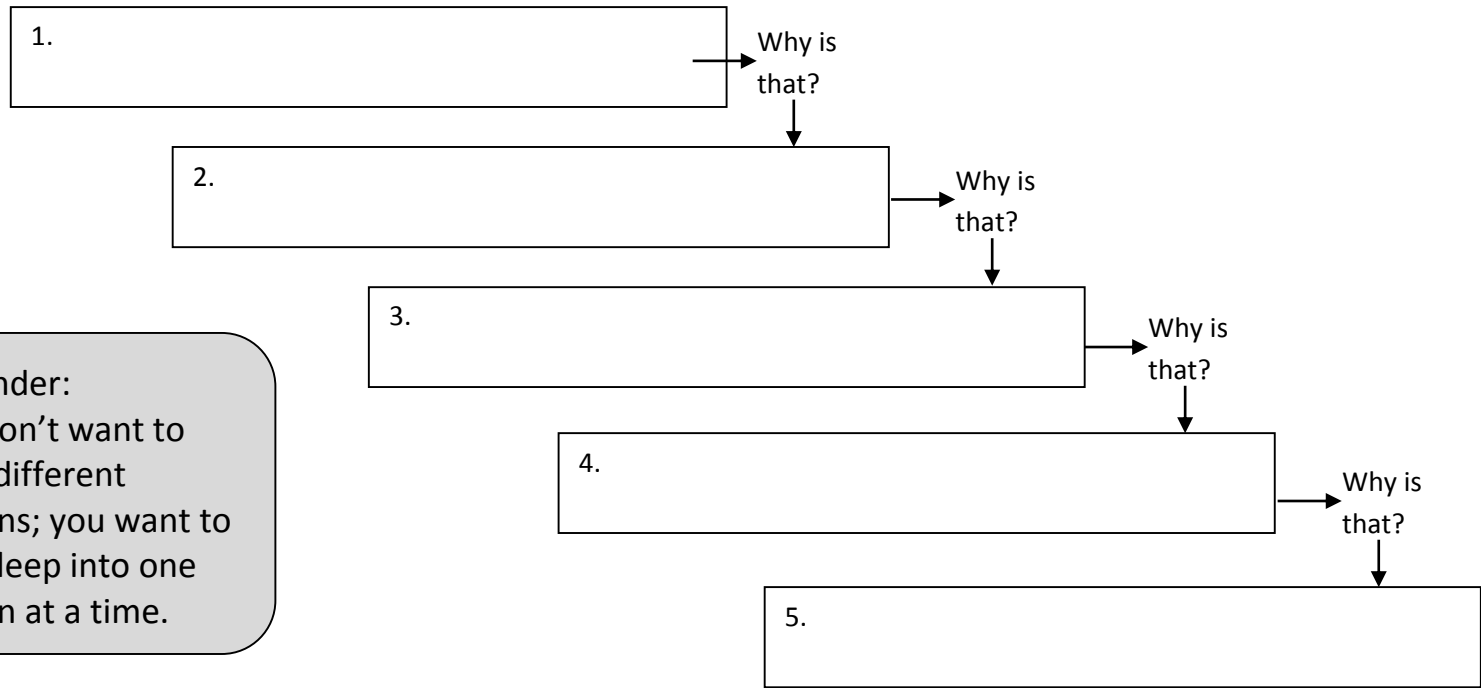 1.
Why is
that?
2.
Why is
that?
3.
Why is
that?
4.
Why is
that?
5.
nder:
on't want to
different
ns; you want to
leep into one
n at a time.